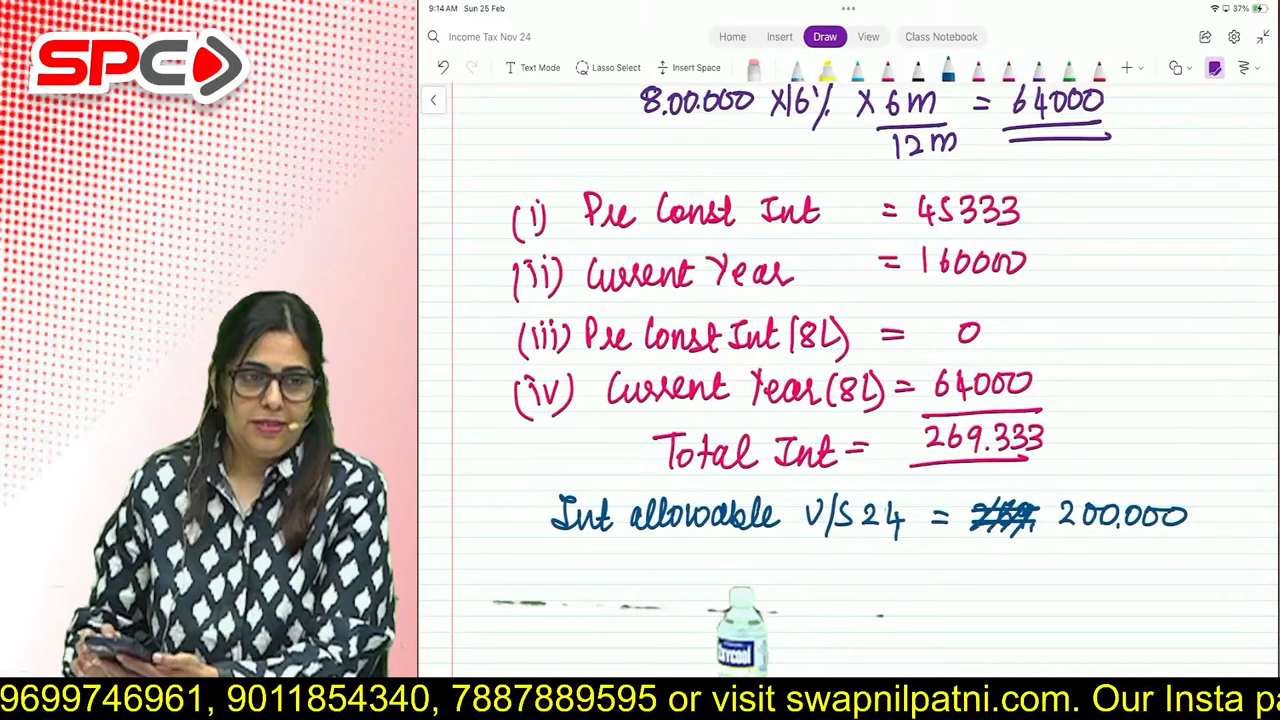 9:14 AM Sun 25 Feb
37%
SPC
Income Tax Nov 24
Home Insert Draw View Class Notebook
Text Mode Lasso Select Insert Space
8.00.000 X16% X 6m = 64000
12m
(i) Pre Const Int = 45333
(ii) Current Year = 160000
(iii) Pre Const Int (8L) = 0
(iv) Current Year (8L) = 64000
Total Int = 269.333
Int allowable U/S 24 = 200.000
9699746961, 9011854340, 7887889595 or visit swapnilpatni.com. Our Insta pa